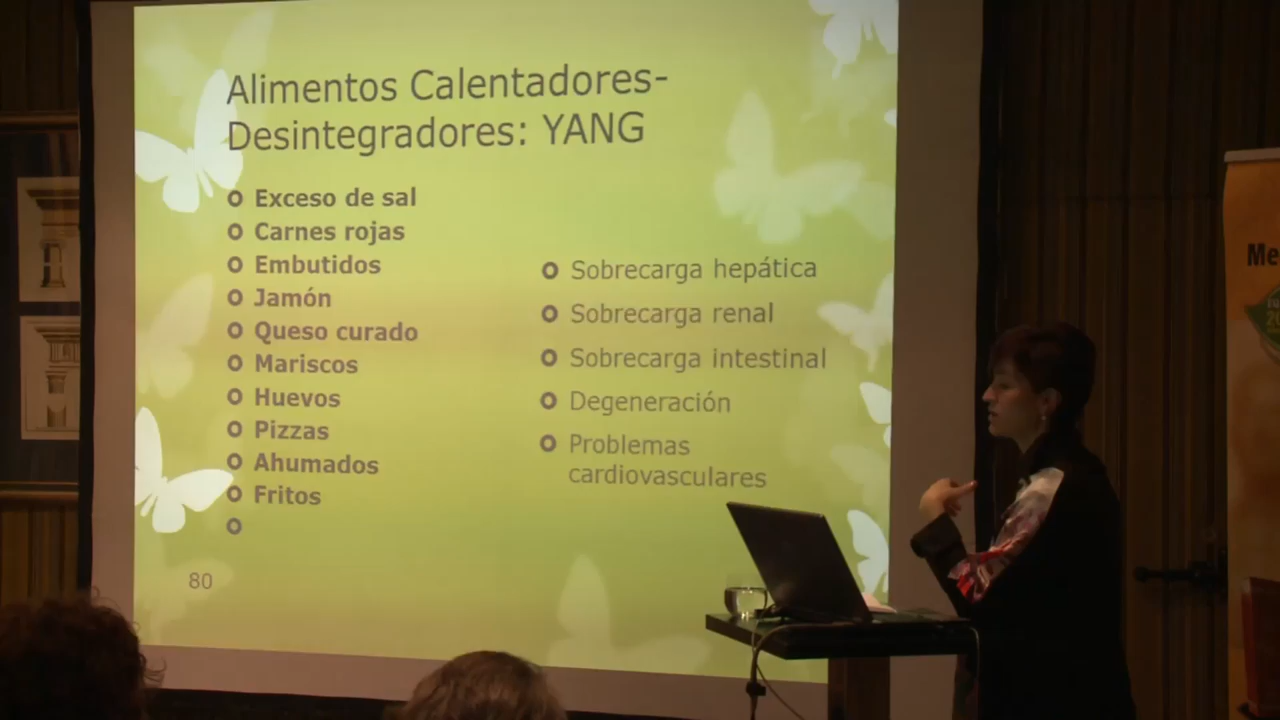 Alimentos Calentadores-
Desintegradores: YANG
Exceso de sal
Carnes rojas
Embutidos
Jamón
Queso curado
Mariscos
Huevos
Pizzas
Ahumados
Fritos
Sobrecarga hepática
Sobrecarga renal
Sobrecarga intestinal
Degeneración
Problemas
cardiovasculares
80
Me